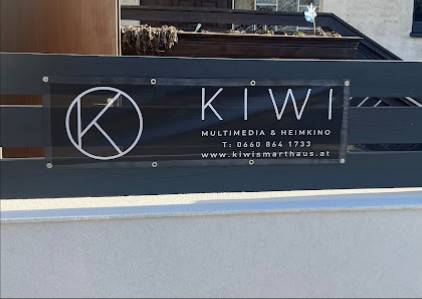 K
KIWI
MULTIMEDIA & HEIMKINO
T: 0660 864 1733
www.kiwismarthaus.at